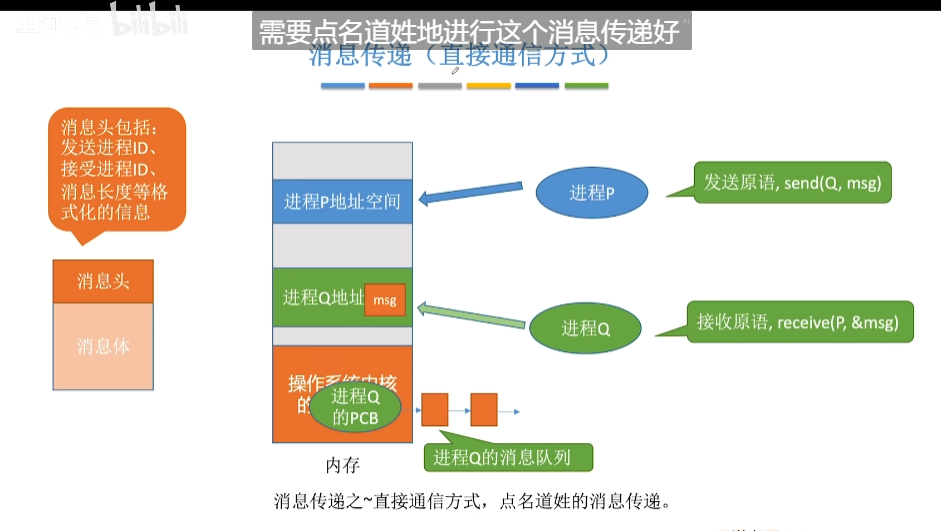 bilibili
需要点名道姓地进行这个消息传递好
消息传递（直接通信方式）
消息头包括：
发送进程ID、
接受进程ID、
消息长度等格
式化的信息
消息头
消息体
进程P地址空间
进程P
发送原语, send(Q, msg)
进程Q地址
msg
进程Q
接收原语, receive(P, &msg)
操作系统内核
的
进程Q
的PCB
进程Q的消息队列
内存
消息传递之~直接通信方式，点名道姓的消息传递。